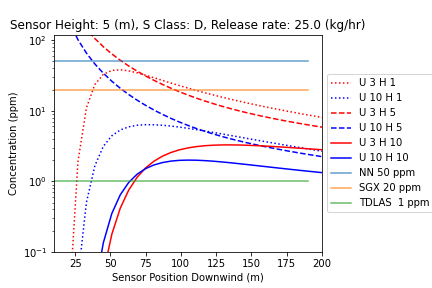 Sensor Height: 5 (m), S Class: D, Release rate: 25.0 (kg/hr)
10²
10¹
10⁰
10⁻¹
Concentration (ppm)
25 50 75 100 125 150 175 200
Sensor Position Downwind (m)
U 3 H 1
U 10 H 1
U 3 H 5
U 10 H 5
U 3 H 10
U 10 H 10
NN 50 ppm
SGX 20 ppm
TDLAS 1 ppm